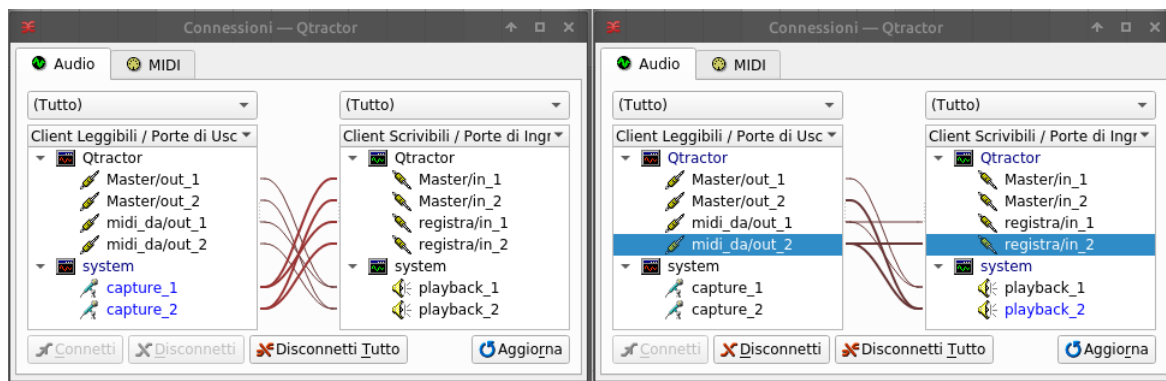 Connessioni — Qtractor
Audio
MIDI
(Tutto)
(Tutto)
Client Leggibili / Porte di Usc
Client Scrivibili / Porte di Ingr
Qtractor
Qtractor
Master/out_1
Master/in_1
Master/out_2
Master/in_2
midi_da/out_1
registra/in_1
midi_da/out_2
registra/in_2
system
system
capture_1
playback_1
capture_2
playback_2
Connetti
Disconnetti
Disconnetti Tutto
Aggiorna
Connessioni — Qtractor
Audio
MIDI
(Tutto)
(Tutto)
Client Leggibili / Porte di Usc
Client Scrivibili / Porte di Ingr
Qtractor
Qtractor
Master/out_1
Master/in_1
Master/out_2
Master/in_2
midi_da/out_1
registra/in_1
midi_da/out_2
registra/in_2
system
system
capture_1
playback_1
capture_2
playback_2
Connetti
Disconnetti
Disconnetti Tutto
Aggiorna